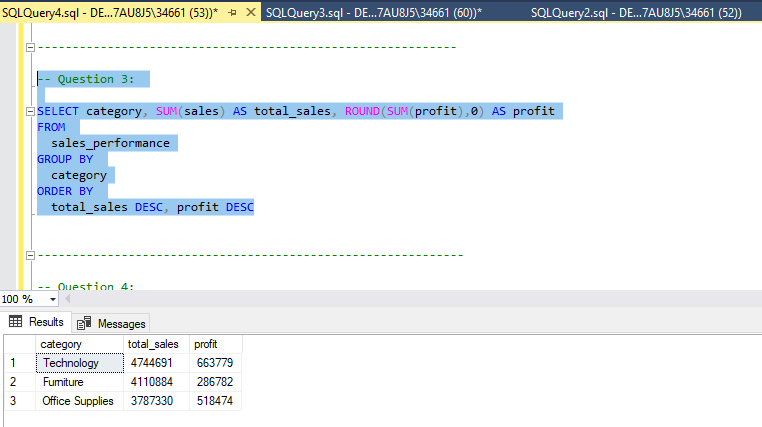 SQLQuery4.sql - DE...7AU8J5\34661 (53))* SQLQuery3.sql - DE...7AU8J5\34661 (60))* SQLQuery2.sql - DE...7AU8J5\34661 (52))
-- Question 3:
SELECT category, SUM(sales) AS total_sales, ROUND(SUM(profit),0) AS profit
FROM
sales_performance
GROUP BY
category
ORDER BY
total_sales DESC, profit DESC
-- Question 4:
100 %
Results Messages
category total_sales profit
1 Technology 4744691 663779
2 Furniture 4110884 286782
3 Office Supplies 3787330 518474